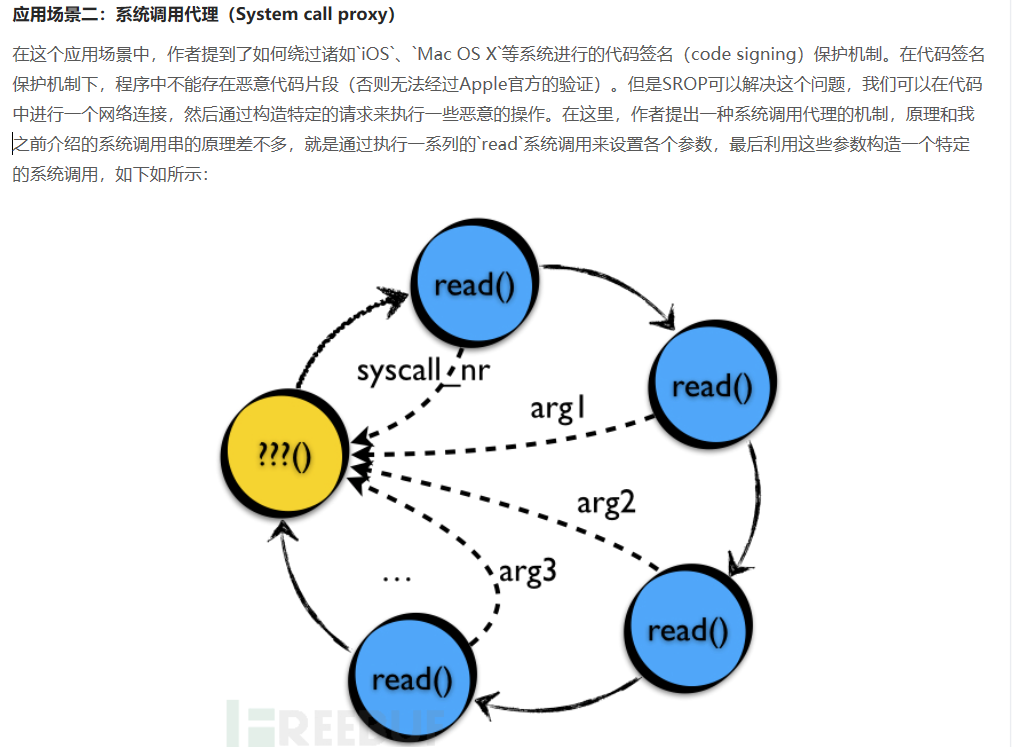 应用场景二：系统调用代理（System call proxy）
在这个应用场景中，作者提到了如何绕过诸如`iOS`、`Mac OS X`等系统进行的代码签名（code signing）保护机制。在代码签名
保护机制下，程序中不能存在恶意代码片段（否则无法经过Apple官方的验证）。但是SROP可以解决这个问题，我们可以在代码
中进行一个网络连接，然后通过构造特定的请求来执行一些恶意的操作。在这里，作者提出一种系统调用代理的机制，原理和我
之前介绍的系统调用串的原理差不多，就是通过执行一系列的`read`系统调用来设置各个参数，最后利用这些参数构造一个特定
的系统调用，如下如所示：
read()
syscall_nr
read()
arg1
???()
arg2
arg3
...
read()
read()
FREEBUF